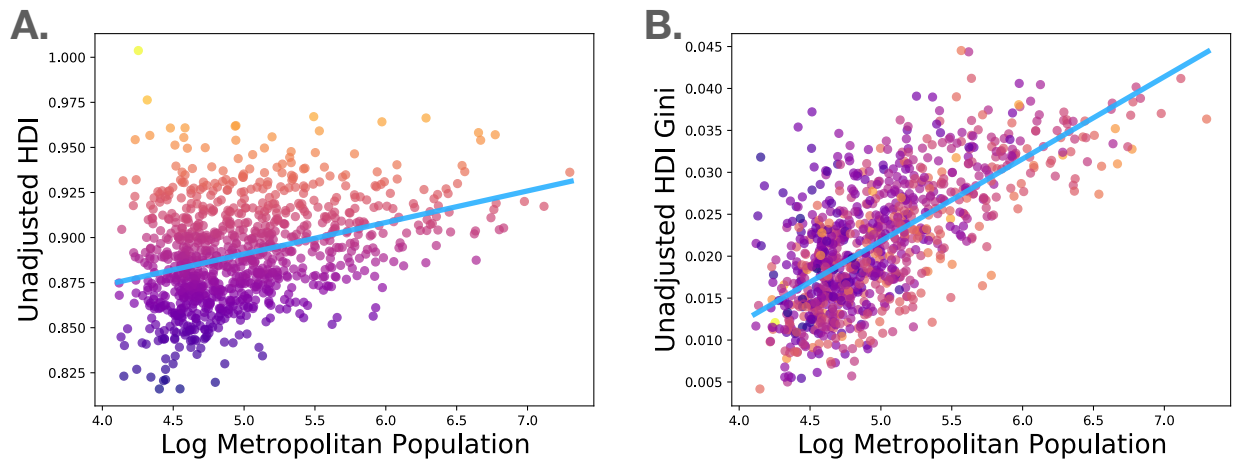 A.
Unadjusted HDI
1.000
0.975
0.950
0.925
0.900
0.875
0.850
0.825
4.0 4.5 5.0 5.5 6.0 6.5 7.0
Log Metropolitan Population
B.
Unadjusted HDI Gini
0.045
0.040
0.035
0.030
0.025
0.020
0.015
0.010
0.005
4.0 4.5 5.0 5.5 6.0 6.5 7.0
Log Metropolitan Population